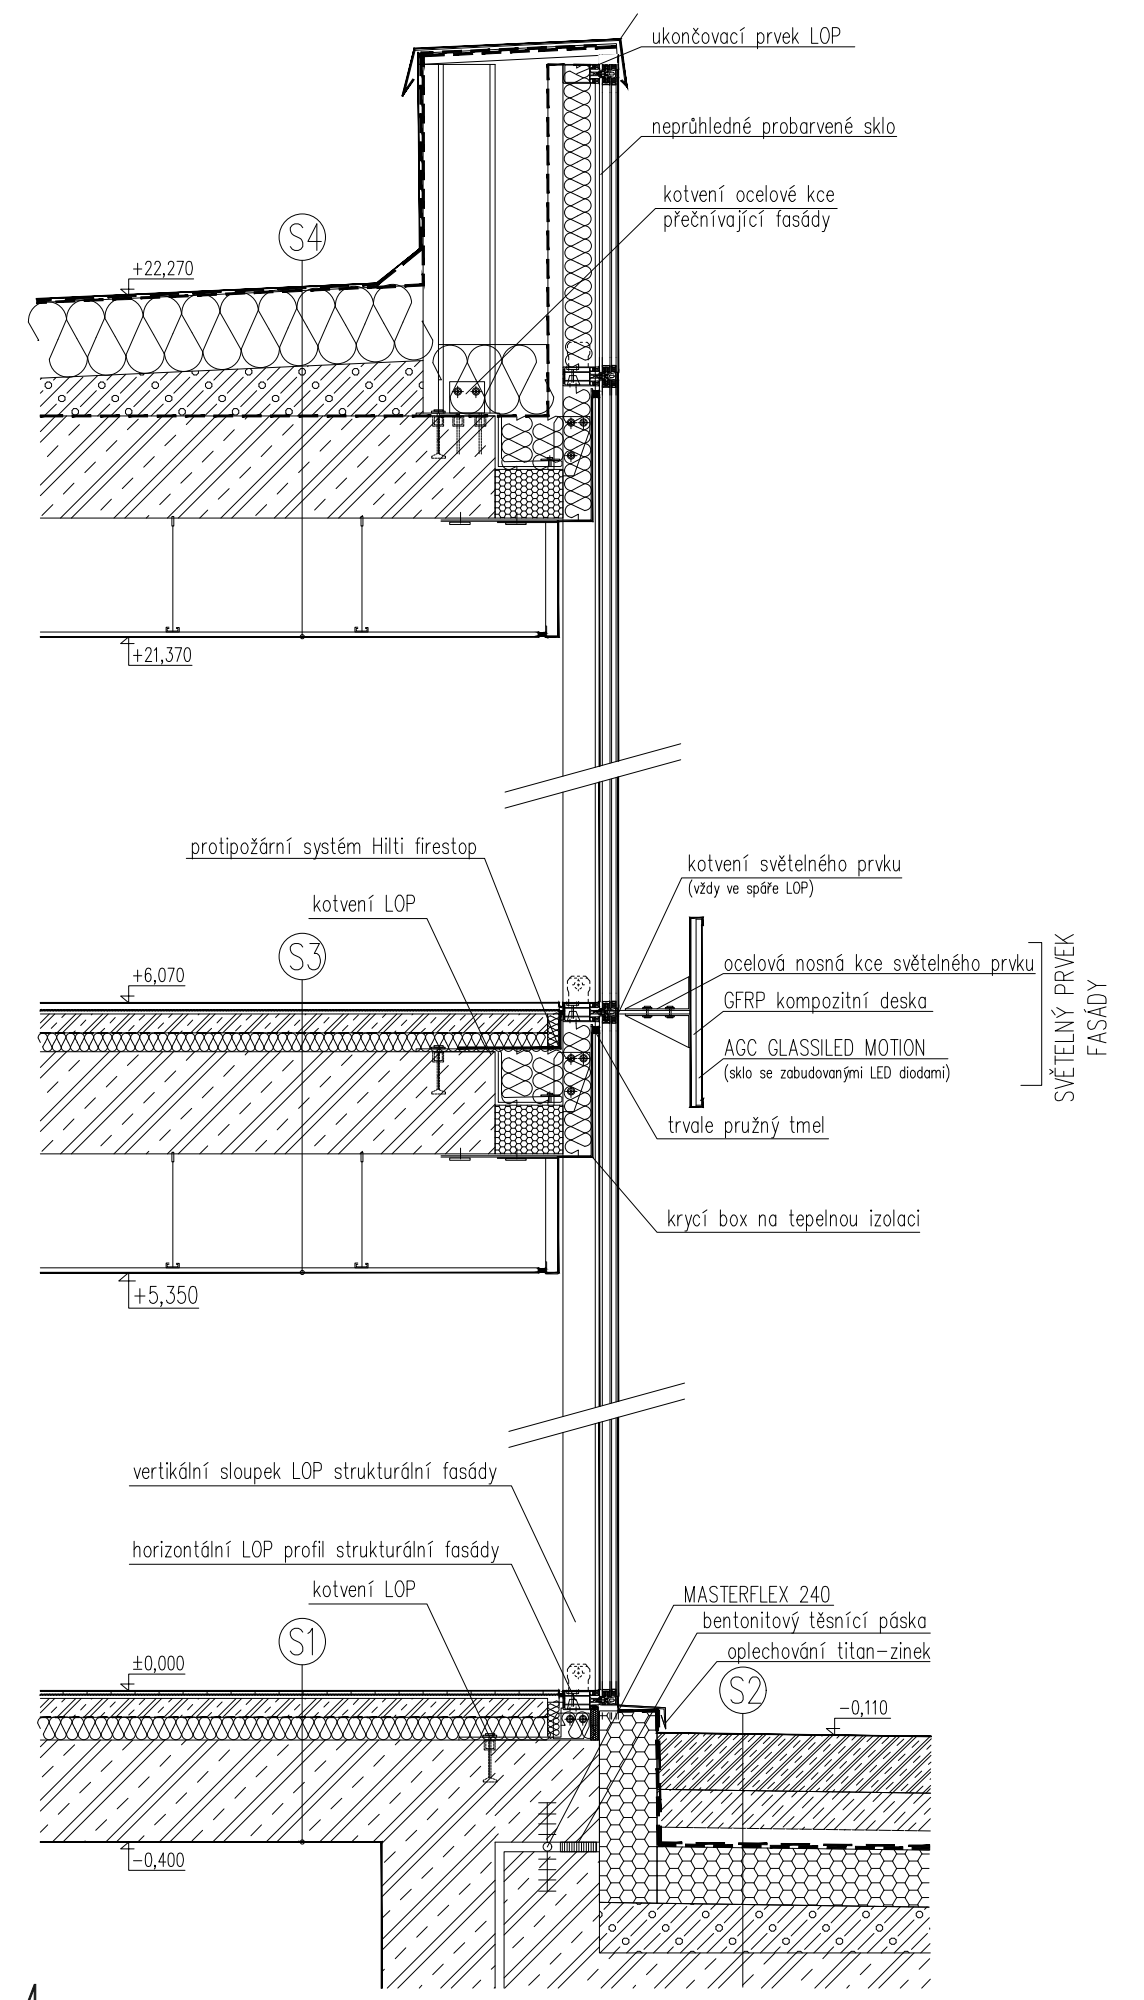 ukončovací prvek LOP
neprůhledné probarvené sklo
kotvení ocelové kce
přečnívající fasády
S4
+22,270
+21,370
protipožární systém Hilti firestop
kotvení LOP
kotvení světelného prvku
(vždy ve spáře LOP)
S3
+6,070
ocelová nosná kce světelného prvku
GFRP kompozitní deska
AGC GLASSILED MOTION
(sklo se zabudovanými LED diodami)
SVĚTELNÝ PRVEK
FASÁDY
trvale pružný tmel
krycí box na tepelnou izolaci
+5,350
vertikální sloupek LOP strukturální fasády
horizontální LOP profil strukturální fasády
kotvení LOP
MASTERFLEX 240
bentonitový těsnící páska
oplechování titan-zinek
S1
±0,000
S2
-0,110
-0,400